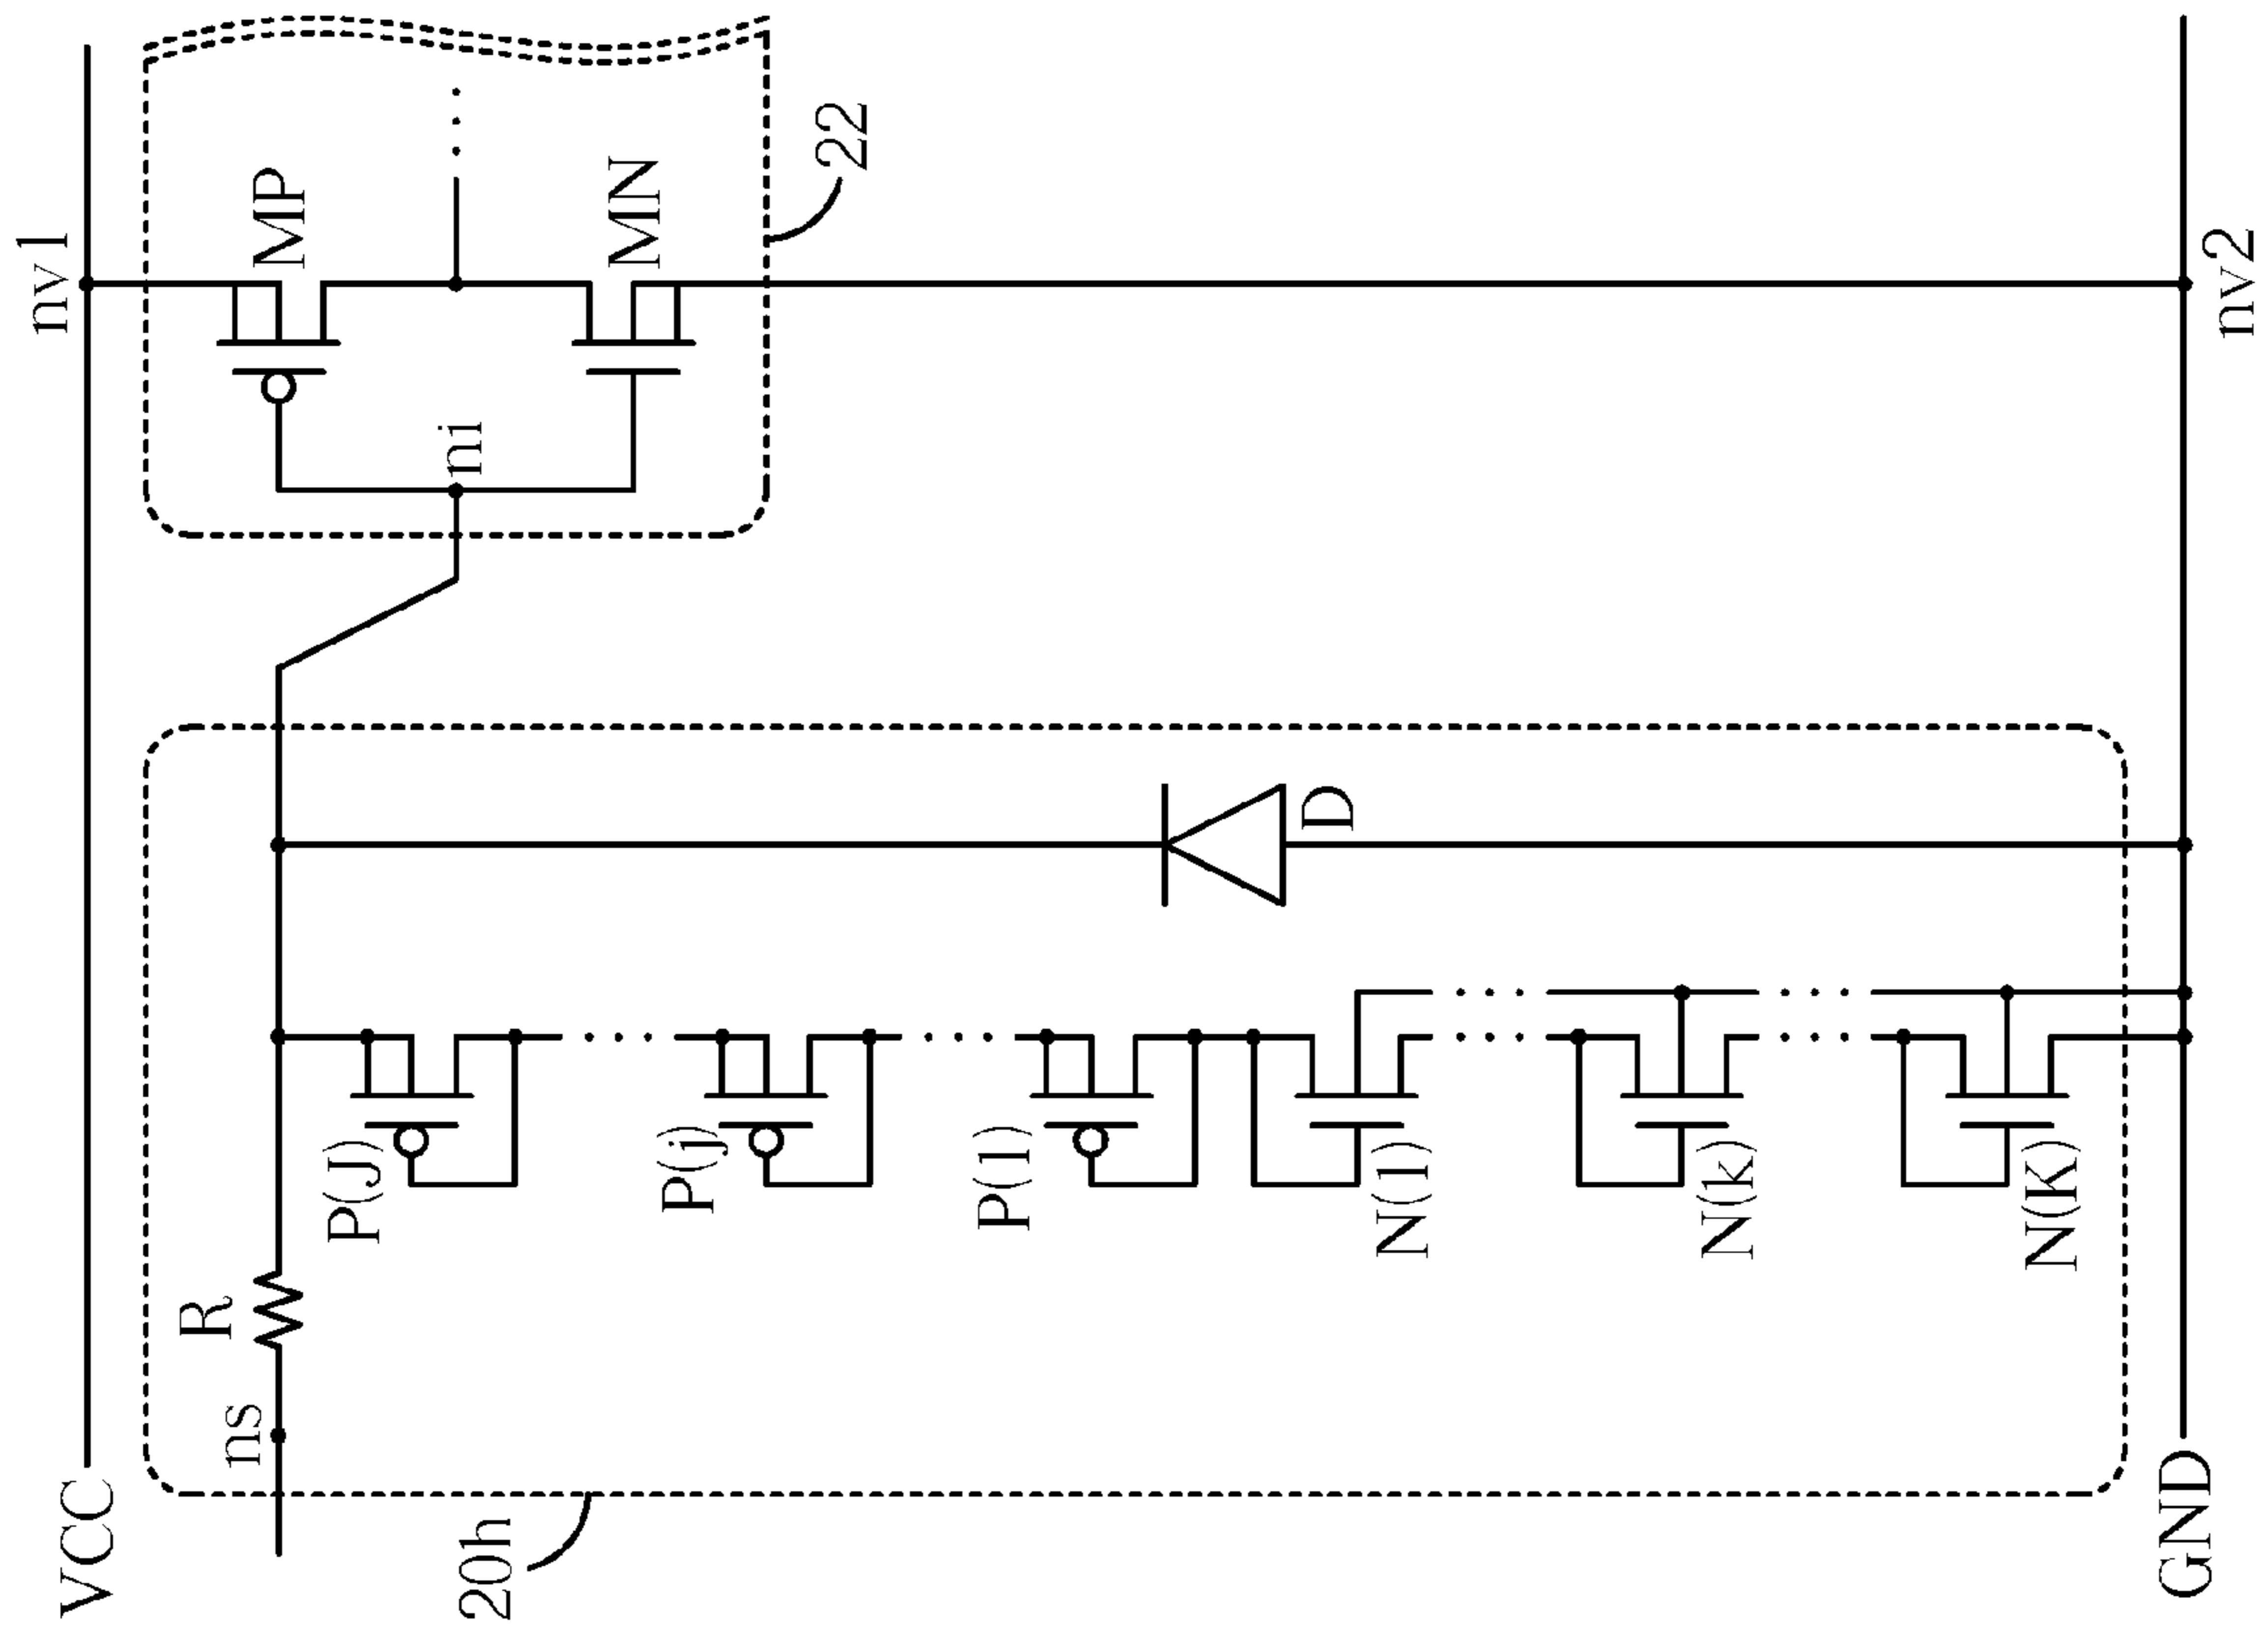 VCC
nv1
MP
MN
22
ni
ns
R
20h
P(J)
P(j)
P(1)
N(1)
N(k)
N(K)
D
GND
nv2